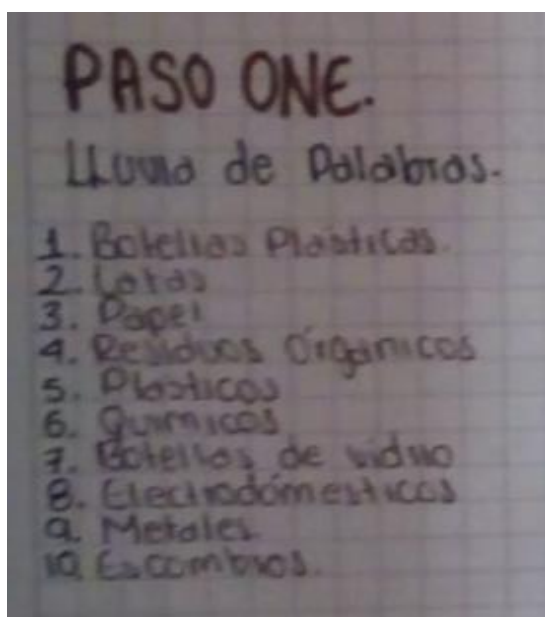 PASO ONE.
Lluvia de Palabras.
1. Botellas Plasticas.
2. Latas
3. Papel
4. Residuos Organicos
5. Plasticos
6. Quimicos
7. Botellas de vidrio
8. Electrodomesticos
9. Metales
10. Escombros.